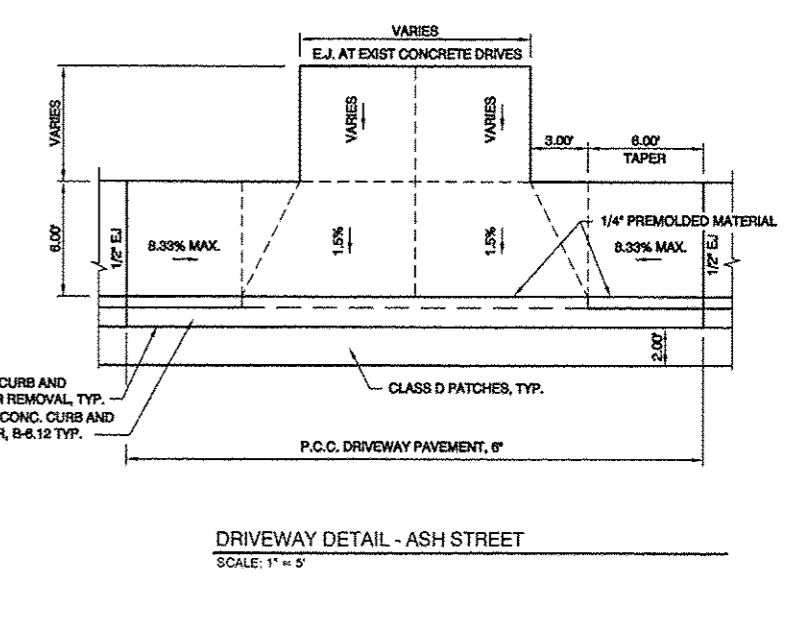 VARIES
E.J. AT EXIST CONCRETE DRIVES
VARIES
VARIES
VARIES
3.00'
6.00'
TAPER
6.00'
1/2" EJ
8.33% MAX.
1.5%
1.5%
1/4" PREMOLDED MATERIAL
8.33% MAX.
1/2" EJ
2.00'
CURB AND
R REMOVAL, TYP.
CONC. CURB AND
R, B-6.12 TYP.
CLASS D PATCHES, TYP.
P.C.C. DRIVEWAY PAVEMENT, 6"
DRIVEWAY DETAIL - ASH STREET
SCALE: 1" = 5'